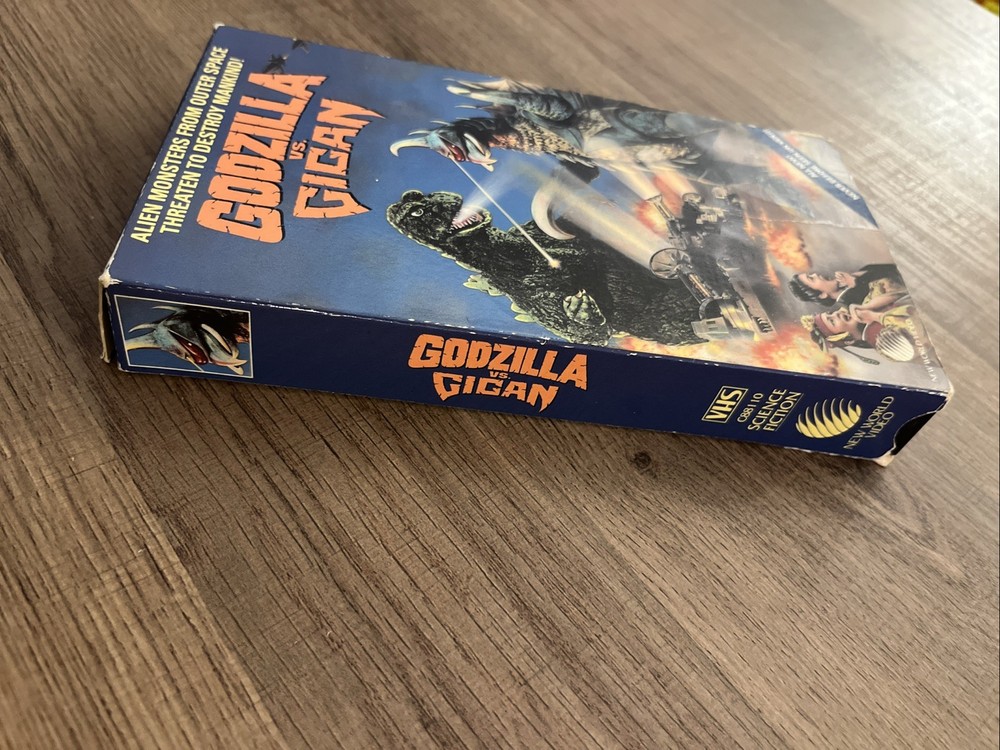 ALIEN MONSTERS FROM OUTER SPACE
THREATEN TO DESTROY MANKIND!
GODZILLA
VS.
GIGAN
GODZILLA
VS.
GIGAN
VHS
C88110
SCIENCE
FICTION
NEW WORLD
VIDEO